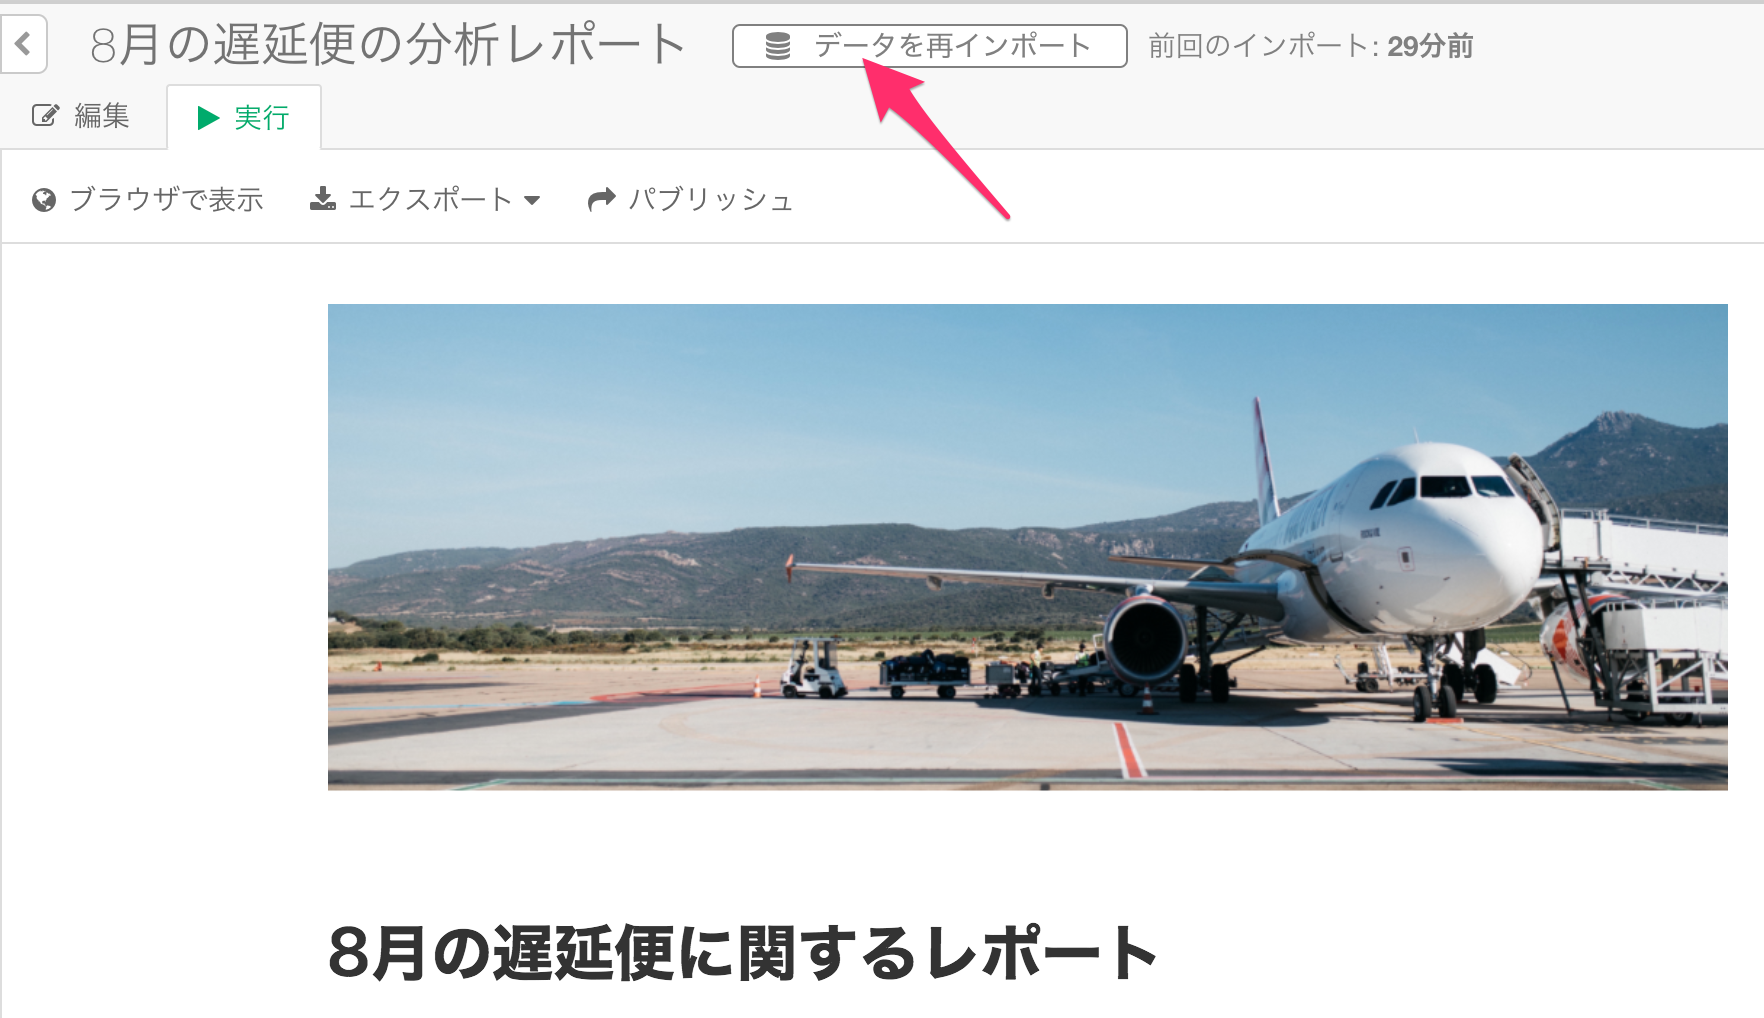 8月の遅延便の分析レポート データを再インポート 前回のインポート: 29分前
編集 実行
ブラウザで表示 エクスポート パブリッシュ
8月の遅延便に関するレポート